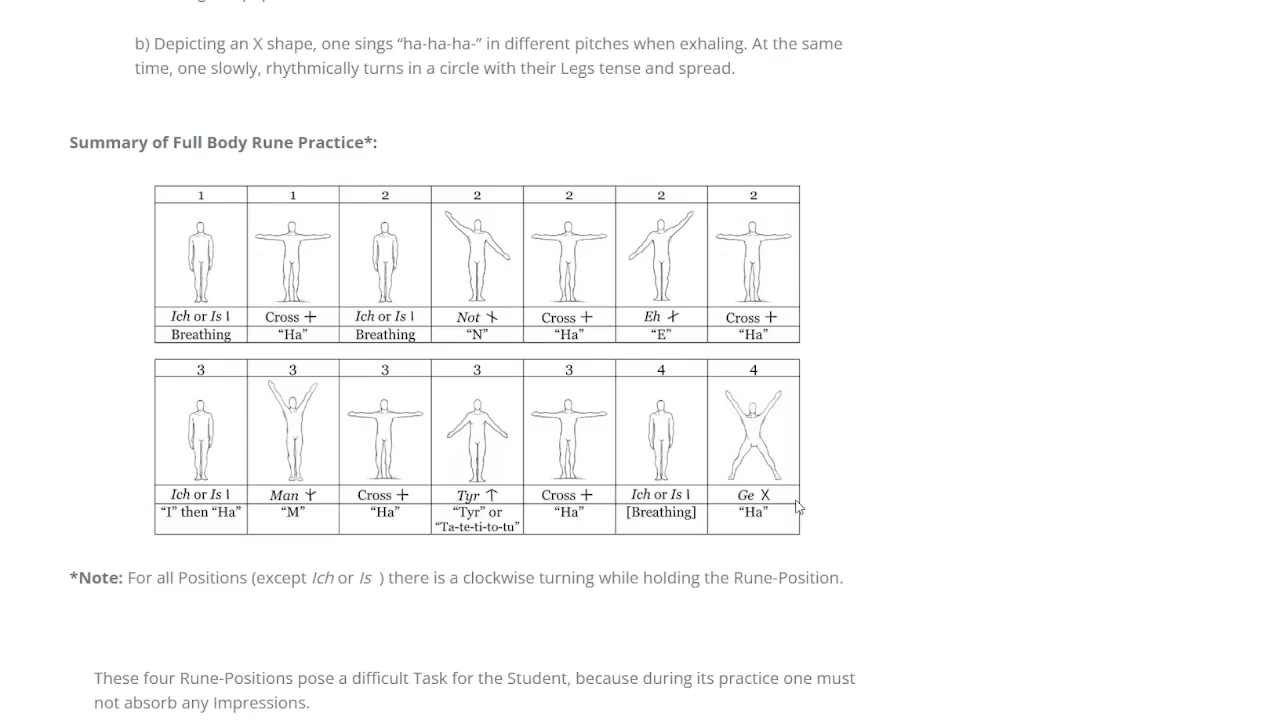 b) Depicting an X shape, one sings “ha-ha-ha-” in different pitches when exhaling. At the same
time, one slowly, rhythmically turns in a circle with their Legs tense and spread.
Summary of Full Body Rune Practice*:
1 1 2 2 2 2 2
Ich or Is | Cross + Ich or Is | Not Cross + Eh Cross +
Breathing “Ha” Breathing “N” “Ha” “E” “Ha”
3 3 3 3 3 4 4
Ich or Is | Man Cross + Tyr ↑ Cross + Ich or Is | Ge X
“I” then “Ha” “M” “Ha” “Tyr” or “Ha” [Breathing] “Ha”
“Ta-te-ti-to-tu”
*Note: For all Positions (except Ich or Is ) there is a clockwise turning while holding the Rune-Position.
These four Rune-Positions pose a difficult Task for the Student, because during its practice one must
not absorb any Impressions.